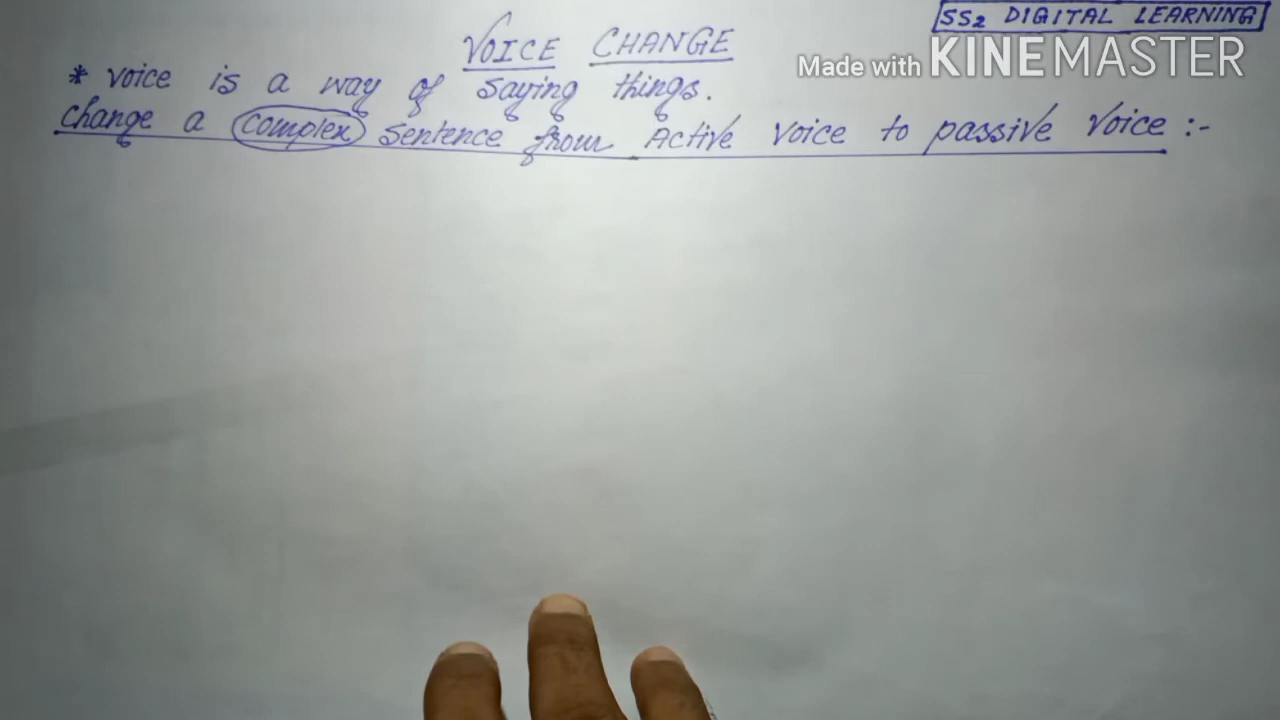 SS2 DIGITAL LEARNING
Made with KINEMASTER
VOICE CHANGE
* voice is a way of saying things.
change a complex sentence from Active voice to passive voice :-